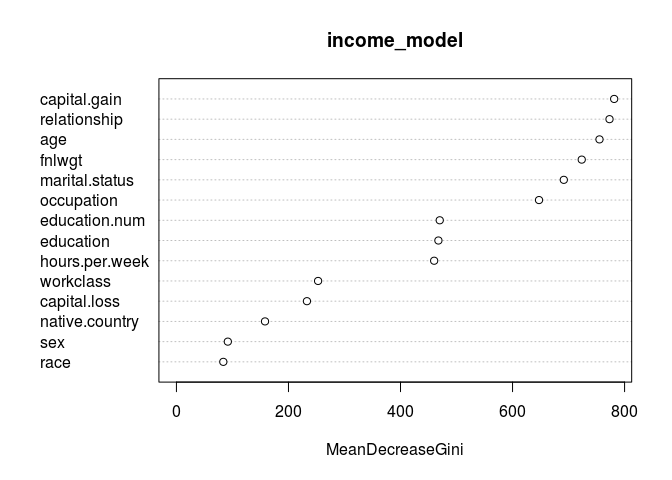 income_model
capital.gain
relationship
age
fnlwgt
marital.status
occupation
education.num
education
hours.per.week
workclass
capital.loss
native.country
sex
race
0 200 400 600 800
MeanDecreaseGini